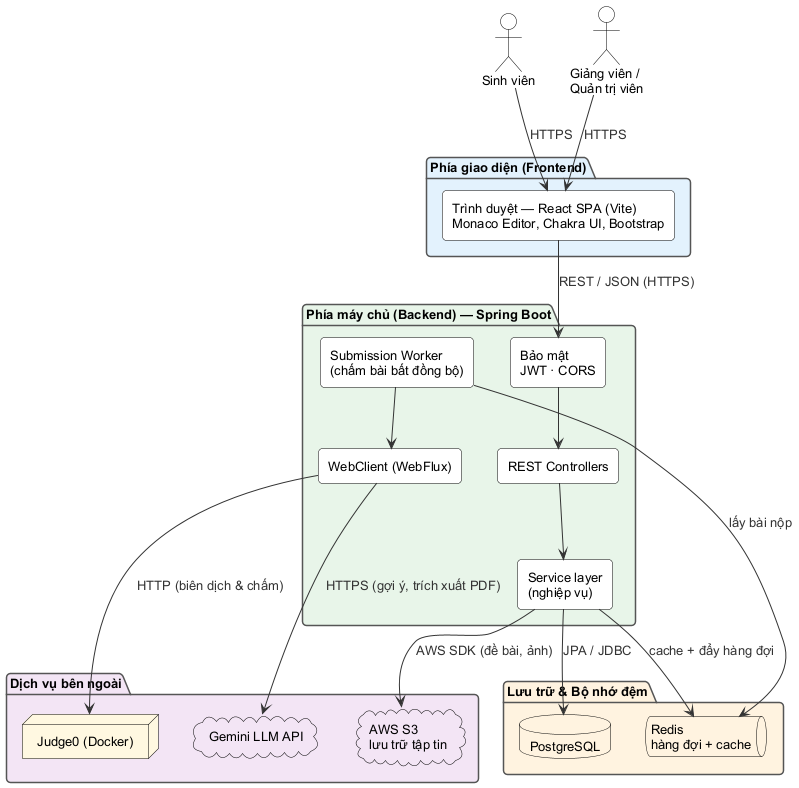 Sinh viên
Giảng viên /
Quản trị viên
HTTPS
HTTPS
Phía giao diện (Frontend)
Trình duyệt — React SPA (Vite)
Monaco Editor, Chakra UI, Bootstrap
REST / JSON (HTTPS)
Phía máy chủ (Backend) — Spring Boot
Submission Worker
(chấm bài bất đồng bộ)
Bảo mật
JWT · CORS
WebClient (WebFlux)
REST Controllers
lấy bài nộp
HTTP (biên dịch & chấm)
HTTPS (gợi ý, trích xuất PDF)
Service layer
(nghiệp vụ)
AWS SDK (đề bài, ảnh)
JPA / JDBC
cache + đẩy hàng đợi
Dịch vụ bên ngoài
Judge0 (Docker)
Gemini LLM API
AWS S3
lưu trữ tập tin
Lưu trữ & Bộ nhớ đệm
PostgreSQL
Redis
hàng đợi + cache